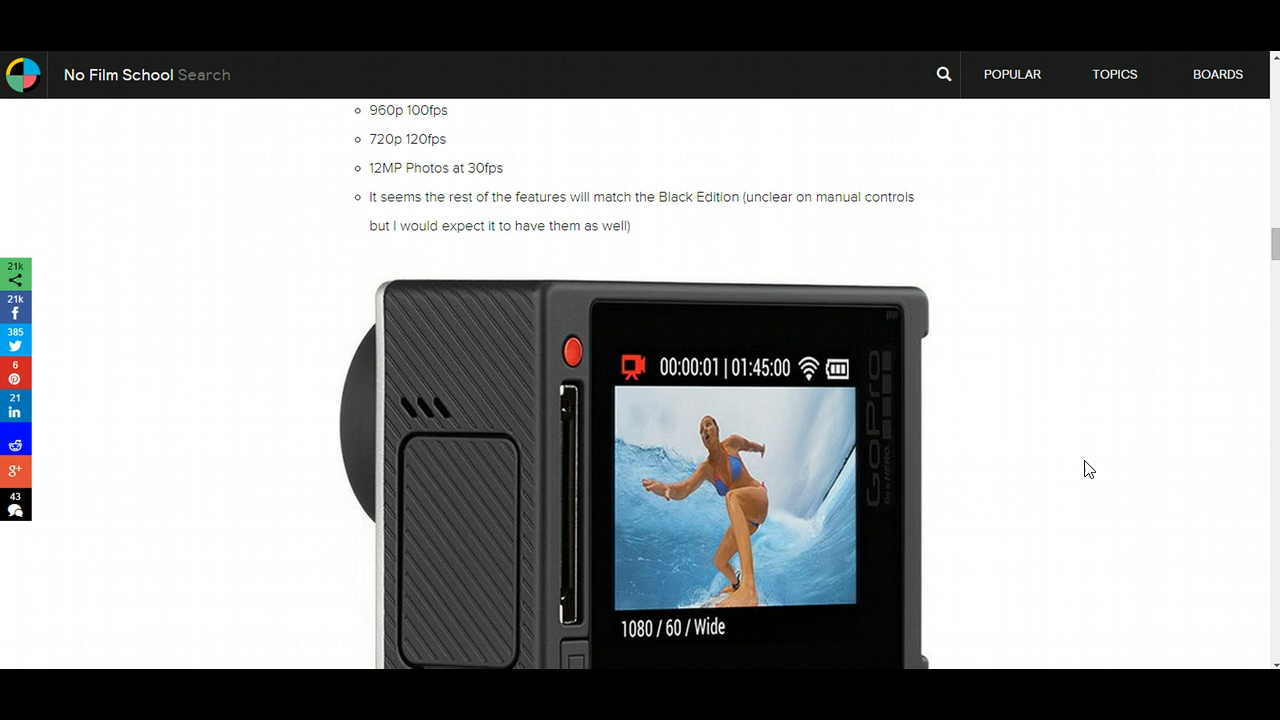 No Film School Search
POPULAR
TOPICS
BOARDS
960p 100fps
720p 120fps
12MP Photos at 30fps
It seems the rest of the features will match the Black Edition (unclear on manual controls
but I would expect it to have them as well)
21k
21k
385
6
21
43
00:00:01 | 01:45:00
GoPro
1080 / 60 / Wide